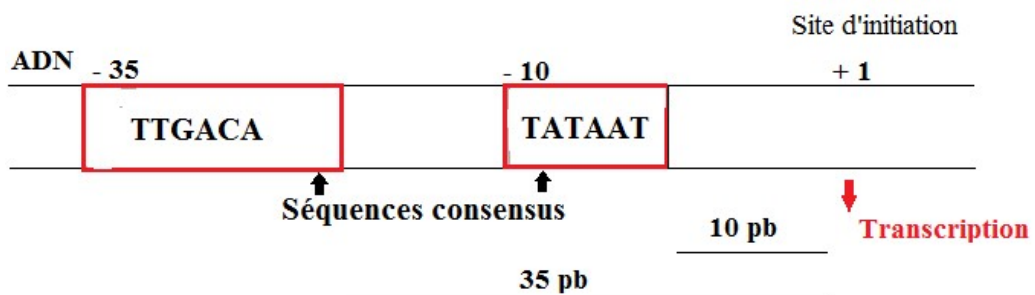 Site d'initiation
ADN - 35 - 10 + 1
TTGACA TATAAT
Séquences consensus
10 pb Transcription
35 pb